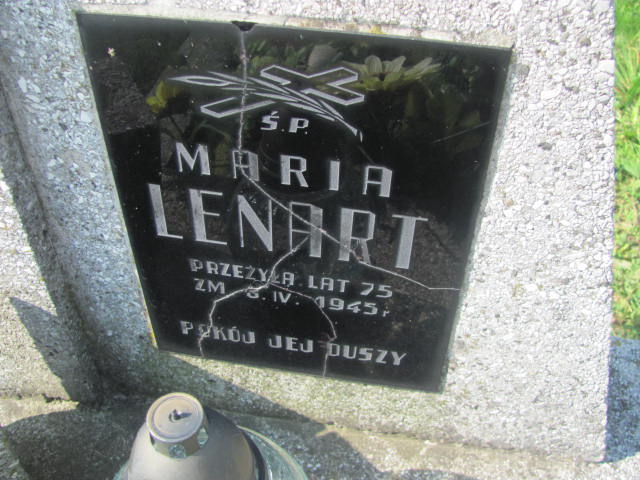 Ś.P.
MARIA
LENART
PRZEŻYŁA LAT 75
ZM 8. IV. 1945 r
POKÓJ JEJ DUSZY